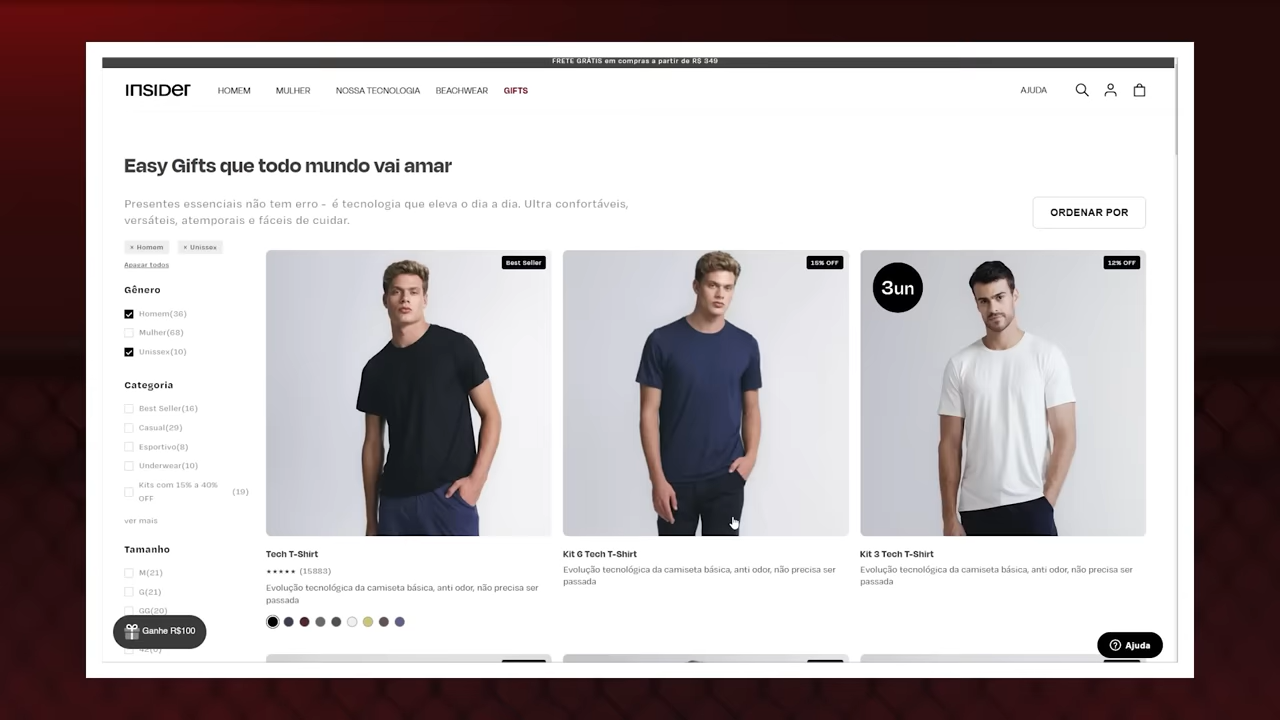 FRETE GRÁTIS em compras a partir de R$ 349
INSIDER
HOMEM
MULHER
NOSSA TECNOLOGIA
BEACHWEAR
GIFTS
AJUDA
Easy Gifts que todo mundo vai amar
Presentes essenciais não tem erro - é tecnologia que eleva o dia a dia. Ultra confortáveis,
versáteis, atemporais e fáceis de cuidar.
ORDENAR POR
× Homem
× Unissex
Apagar todos
Gênero
Homem(36)
Mulher(68)
Unissex(10)
Categoria
Best Seller(16)
Casual(29)
Esportivo(8)
Underwear(10)
Kits com 15% a 40%
OFF
(19)
ver mais
Tamanho
M(21)
G(21)
GG(20)
Ganhe R$100
Best Seller
Tech T-Shirt
★★★★★ (15883)
Evolução tecnológica da camiseta básica, anti odor, não precisa ser
passada
15% OFF
Kit 6 Tech T-Shirt
Evolução tecnológica da camiseta básica, anti odor, não precisa ser
passada
3un
12% OFF
Kit 3 Tech T-Shirt
Evolução tecnológica da camiseta básica, anti odor, não precisa ser
passada
Ajuda